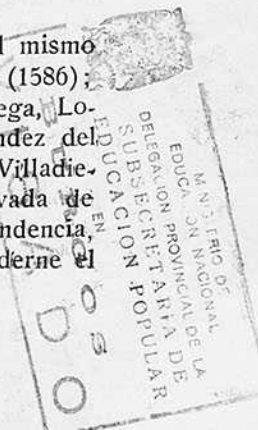 l mismo
(1586);
ega, Lo-
ndez del
Villadie-
vada de
ndencia,
derne el
MINISTERIO DE
EDUCACION NACIONAL
DELEGACION PROVINCIAL DE LA
SUBSECRETARIA DE
EDUCACION POPULAR
EN